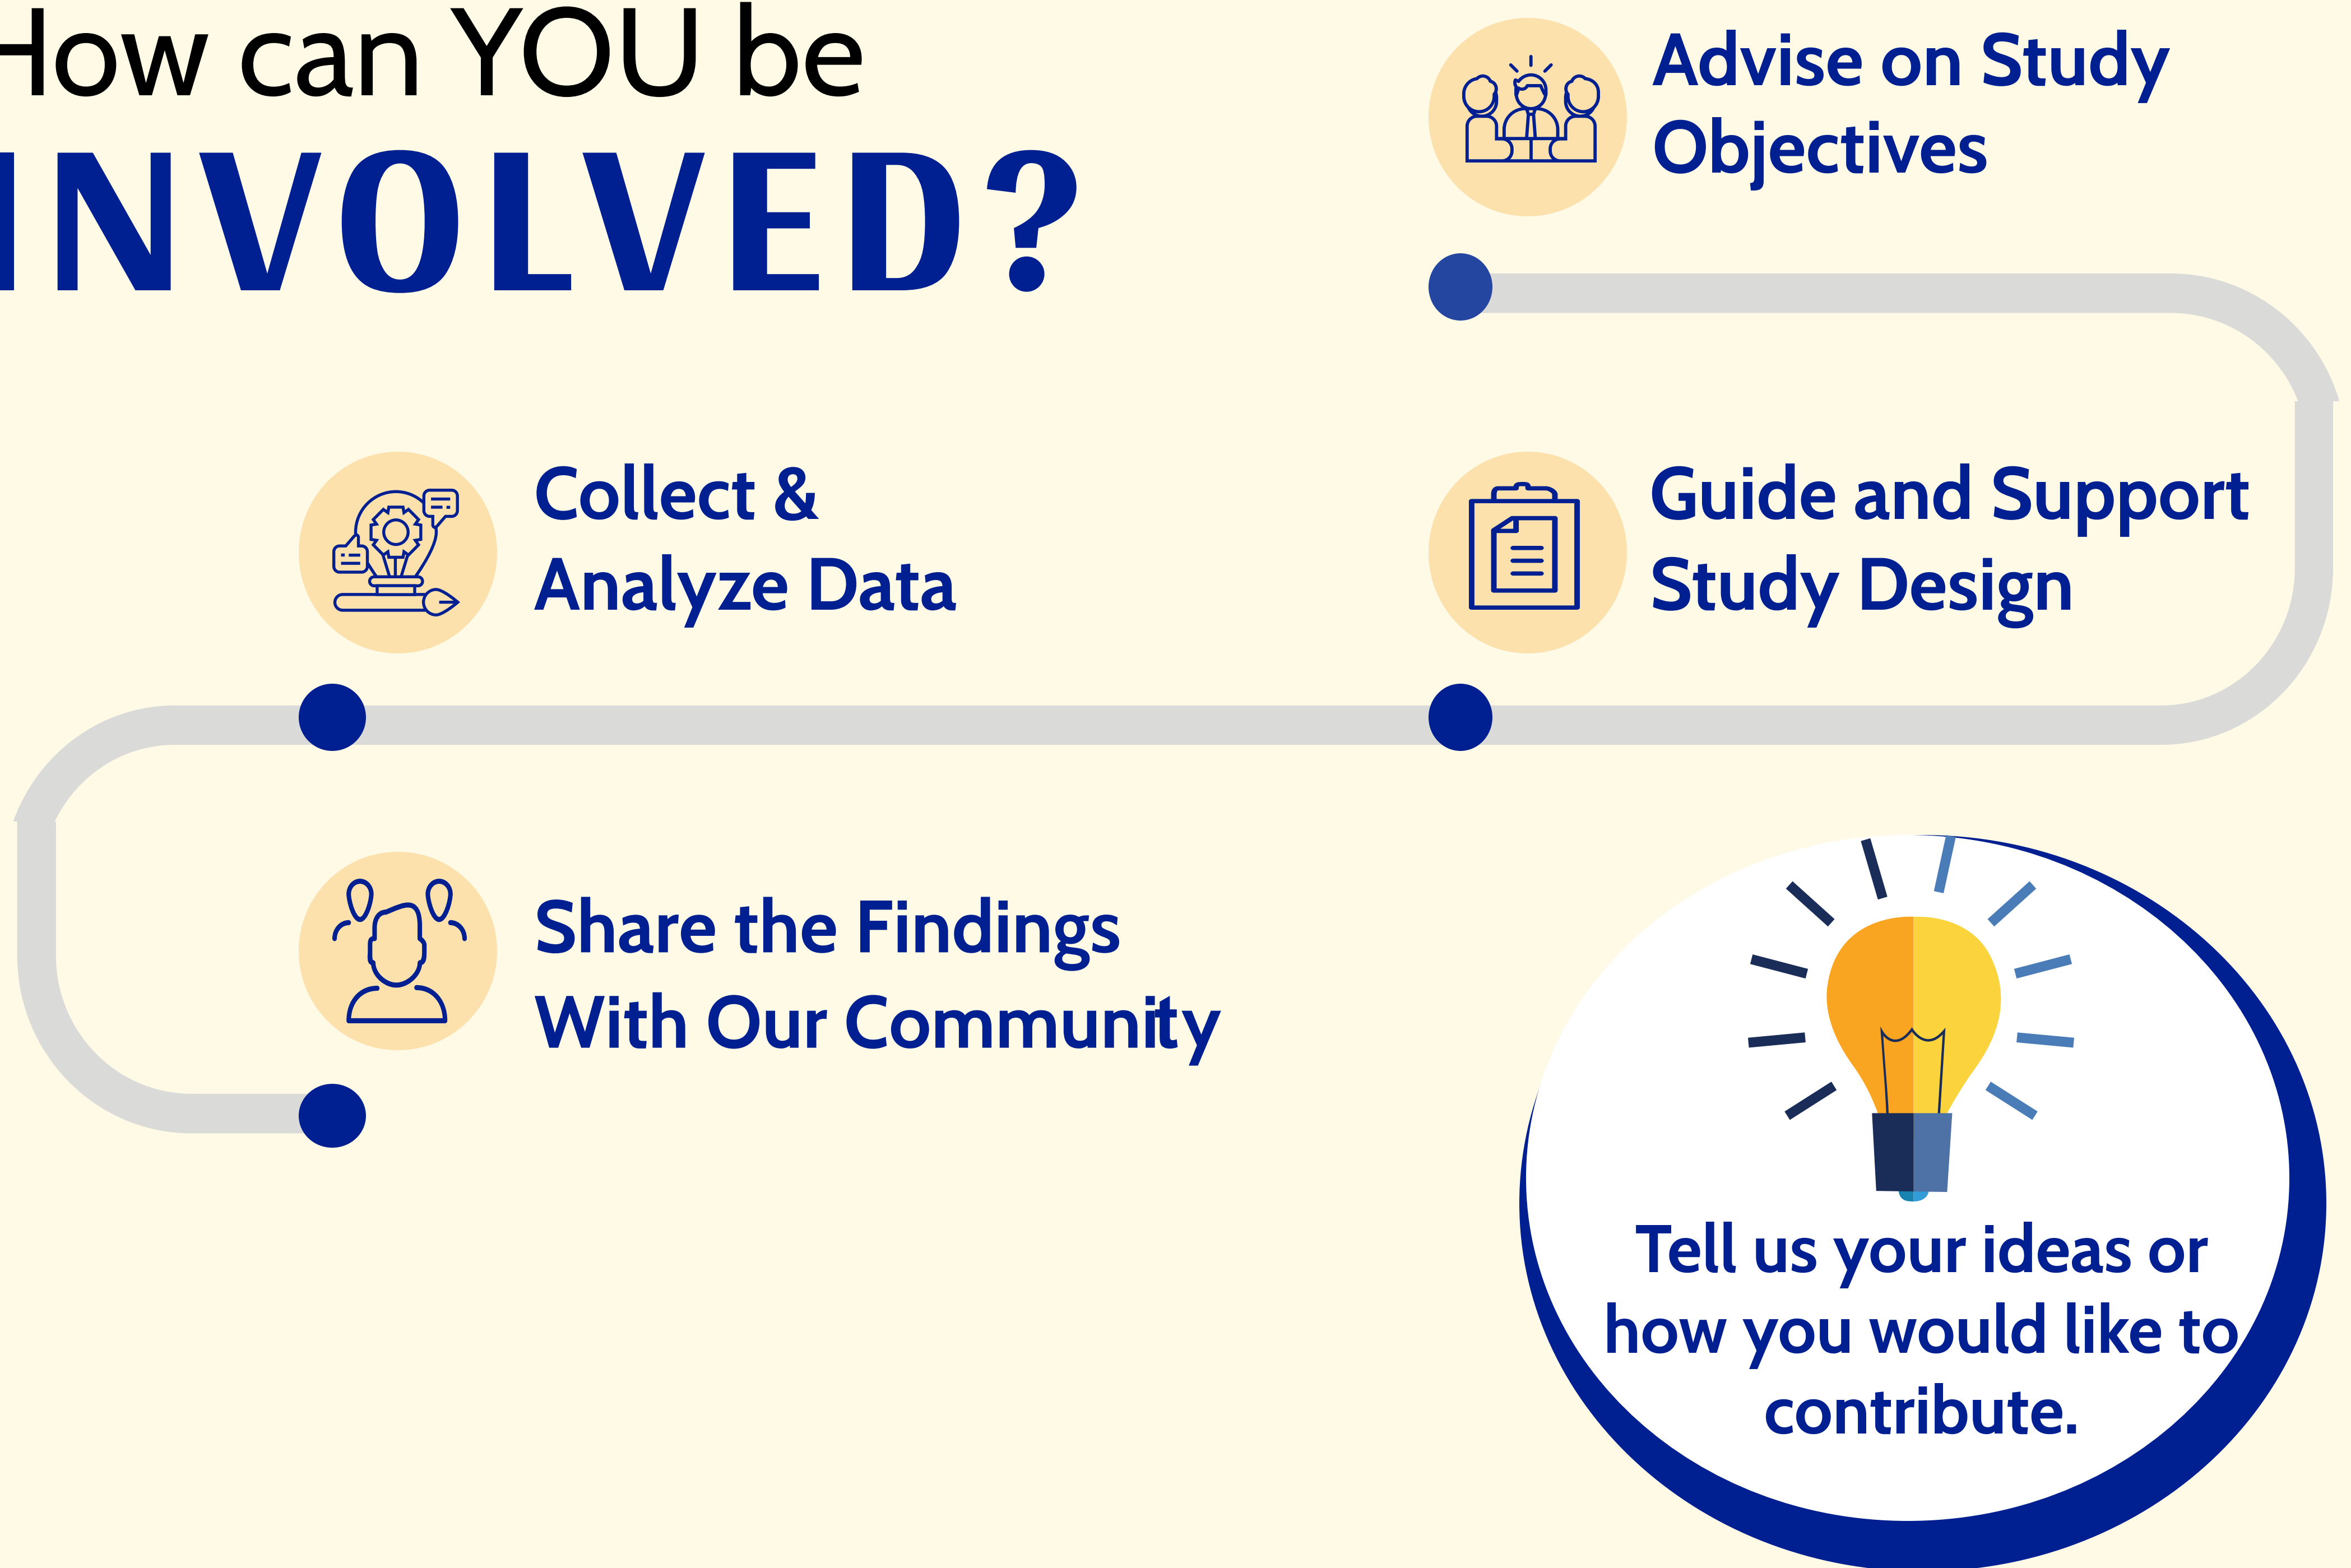 How can YOU be
INVOLVED?
Advise on Study
Objectives
Guide and Support
Study Design
Collect &
Analyze Data
Share the Findings
With Our Community
Tell us your ideas or
how you would like to
contribute.